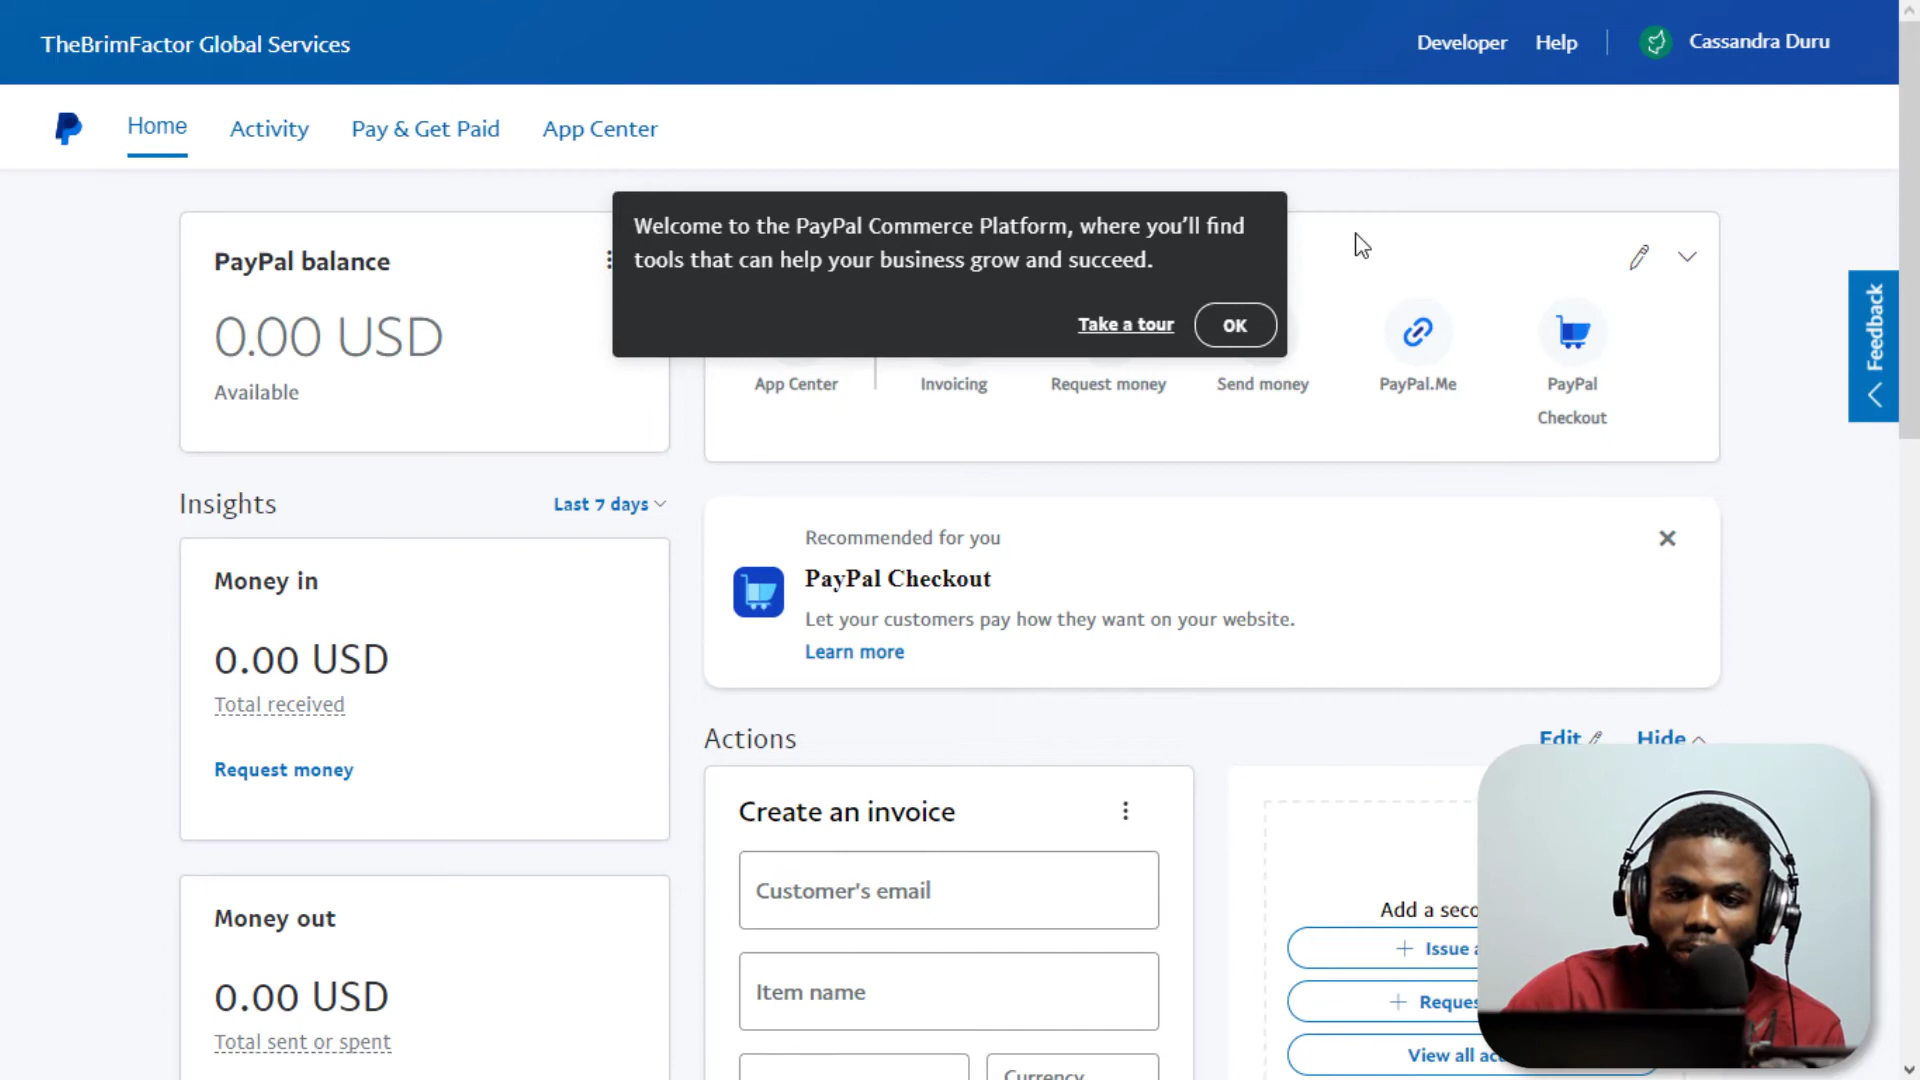 TheBrimFactor Global Services
Developer
Help
Cassandra Duru
Home
Activity
Pay & Get Paid
App Center
Welcome to the PayPal Commerce Platform, where you'll find
tools that can help your business grow and succeed.
Take a tour
OK
PayPal balance
0.00 USD
Available
App Center
Invoicing
Request money
Send money
PayPal.Me
PayPal
Checkout
Feedback
Insights
Last 7 days
Money in
0.00 USD
Total received
Request money
Money out
0.00 USD
Total sent or spent
Recommended for you
PayPal Checkout
Let your customers pay how they want on your website.
Learn more
Actions
Edit
Hide
Create an invoice
Customer's email
Item name
Currency
Add a
Issue
View all